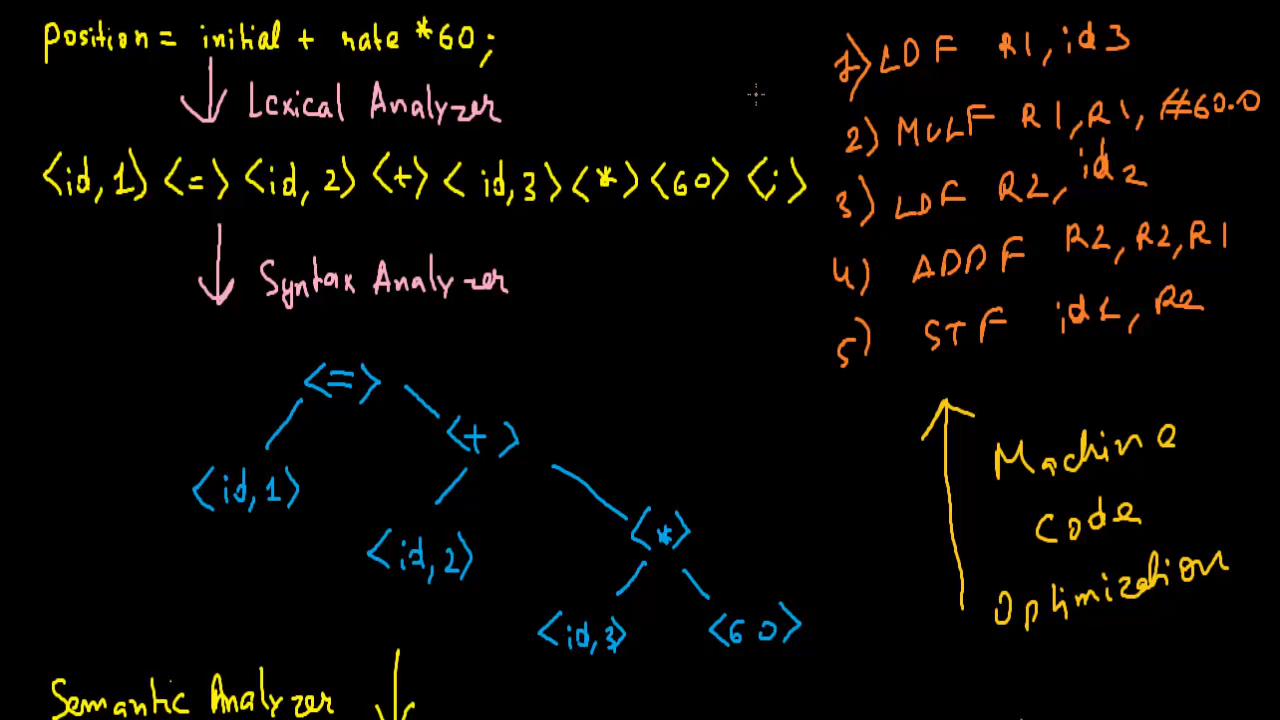 position = initial + rate *60;
Lexical Analyzer
<id,1> <=> <id,2> <+> <id,3> <*> <60> <;>
Syntax Analyzer
<=>
<+>
<id,1>
<*>
<id,2>
<id,3> <60>
Semantic Analyzer
1) LDF R1, id3
2) MULF R1, R1, #60.0
3) LDF R2, id2
4) ADDF R2, R2, R1
5) STF id1, R2
Machine
Code
Optimization